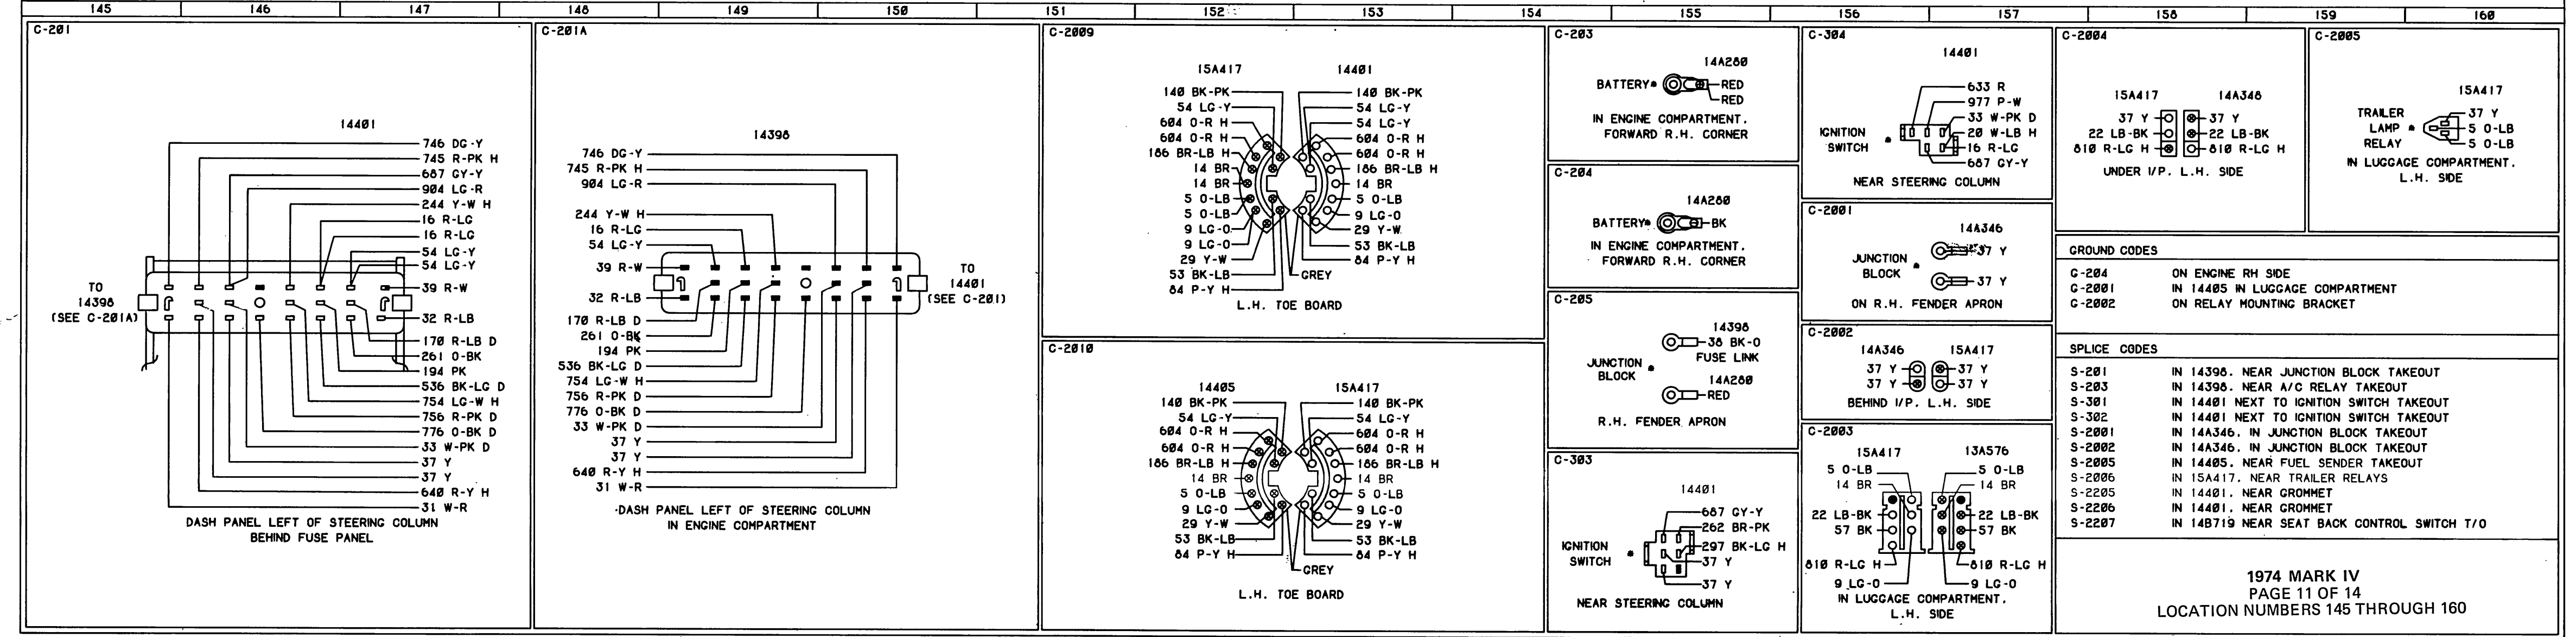 145 146 147 148 149 150 151 152 153 154 155 156 157 158 159 160
C-201
14401
746 DG-Y
745 R-PK H
687 GY-Y
904 LG-R
244 Y-W H
16 R-LG
16 R-LG
54 LG-Y
54 LG-Y
39 R-W
32 R-LB
170 R-LB D
261 O-BK
194 PK
536 BK-LG D
754 LG-W H
756 R-PK D
776 O-BK D
33 W-PK D
37 Y
37 Y
640 R-Y H
31 W-R
TO
14398
(SEE C-201A)
DASH PANEL LEFT OF STEERING COLUMN
BEHIND FUSE PANEL
C-201A
14398
746 DG-Y
745 R-PK H
904 LG-R
244 Y-W H
16 R-LG
54 LG-Y
39 R-W
32 R-LB
170 R-LB D
261 O-BK
194 PK
536 BK-LG D
754 LG-W H
756 R-PK D
776 O-BK D
33 W-PK D
37 Y
37 Y
640 R-Y H
31 W-R
TO
14401
(SEE C-201)
DASH PANEL LEFT OF STEERING COLUMN
IN ENGINE COMPARTMENT
C-2009
15A417
140 BK-PK
54 LG-Y
604 O-R H
604 O-R H
186 BR-LB H
14 BR
14 BR
5 O-LB
5 O-LB
9 LG-O
9 LG-O
29 Y-W
53 BK-LB
84 P-Y H
14401
140 BK-PK
54 LG-Y
54 LG-Y
604 O-R H
604 O-R H
186 BR-LB H
14 BR
5 O-LB
9 LG-O
29 Y-W
53 BK-LB
84 P-Y H
GREY
L.H. TOE BOARD
C-2010
14405
140 BK-PK
54 LG-Y
604 O-R H
604 O-R H
186 BR-LB H
14 BR
5 O-LB
9 LG-O
29 Y-W
53 BK-LB
84 P-Y H
15A417
140 BK-PK
54 LG-Y
604 O-R H
604 O-R H
186 BR-LB H
14 BR
5 O-LB
9 LG-O
29 Y-W
53 BK-LB
84 P-Y H
GREY
L.H. TOE BOARD
C-203
14A280
BATTERY*
RED
RED
IN ENGINE COMPARTMENT.
FORWARD R.H. CORNER
C-204
14A280
BATTERY*
BK
IN ENGINE COMPARTMENT.
FORWARD R.H. CORNER
C-205
14398
38 BK-O
FUSE LINK
JUNCTION
BLOCK *
14A280
RED
R.H. FENDER APRON
C-303
14401
687 GY-Y
262 BR-PK
297 BK-LG H
37 Y
37 Y
IGNITION
SWITCH *
NEAR STEERING COLUMN
C-304
14401
633 R
977 P-W
33 W-PK D
20 W-LB H
16 R-LG
687 GY-Y
IGNITION
SWITCH *
NEAR STEERING COLUMN
C-2001
14A346
37 Y
JUNCTION
BLOCK *
37 Y
ON R.H. FENDER APRON
C-2002
14A346 15A417
37 Y 37 Y
37 Y 37 Y
BEHIND I/P. L.H. SIDE
C-2003
15A417 13A576
5 O-LB 5 O-LB
14 BR 14 BR
22 LB-BK 22 LB-BK
57 BK 57 BK
810 R-LG H 810 R-LG H
9 LG-O 9 LG-O
IN LUGGAGE COMPARTMENT.
L.H. SIDE
C-2004
15A417 14A348
37 Y 37 Y
22 LB-BK 22 LB-BK
810 R-LG H 810 R-LG H
UNDER I/P. L.H. SIDE
C-2005
15A417
TRAILER
LAMP *
RELAY
37 Y
5 O-LB
5 O-LB
IN LUGGAGE COMPARTMENT.
L.H. SIDE
GROUND CODES
G-204 ON ENGINE RH SIDE
G-2001 IN 14405 IN LUGGAGE COMPARTMENT
G-2002 ON RELAY MOUNTING BRACKET
SPLICE CODES
S-201 IN 14398. NEAR JUNCTION BLOCK TAKEOUT
S-203 IN 14398. NEAR A/C RELAY TAKEOUT
S-301 IN 14401 NEXT TO IGNITION SWITCH TAKEOUT
S-302 IN 14401 NEXT TO IGNITION SWITCH TAKEOUT
S-2001 IN 14A346. IN JUNCTION BLOCK TAKEOUT
S-2002 IN 14A346. IN JUNCTION BLOCK TAKEOUT
S-2005 IN 14405. NEAR FUEL SENDER TAKEOUT
S-2006 IN 15A417. NEAR TRAILER RELAYS
S-2205 IN 14401. NEAR GROMMET
S-2206 IN 14401. NEAR GROMMET
S-2207 IN 14B719 NEAR SEAT BACK CONTROL SWITCH T/O
1974 MARK IV
PAGE 11 OF 14
LOCATION NUMBERS 145 THROUGH 160